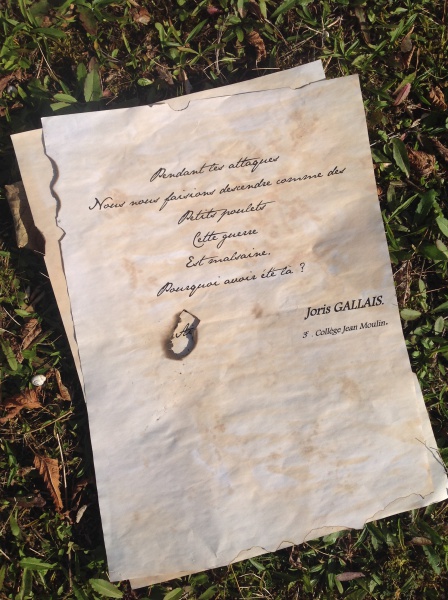 Pendant tes attaques
Nous nous faisions descendre comme des
Petits poulets
Cette guerre
Est malsaine.
Pourquoi avoir été là ?
Joris GALLAIS.
3 . Collège Jean Moulin.